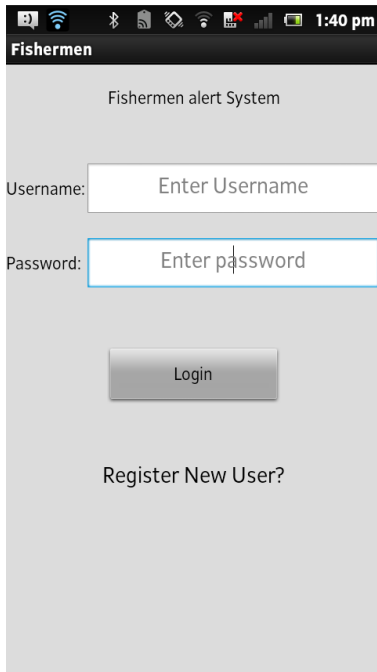 1:40 pm
Fishermen
Fishermen alert System
Username: Enter Username
Password: Enter password
Login
Register New User?